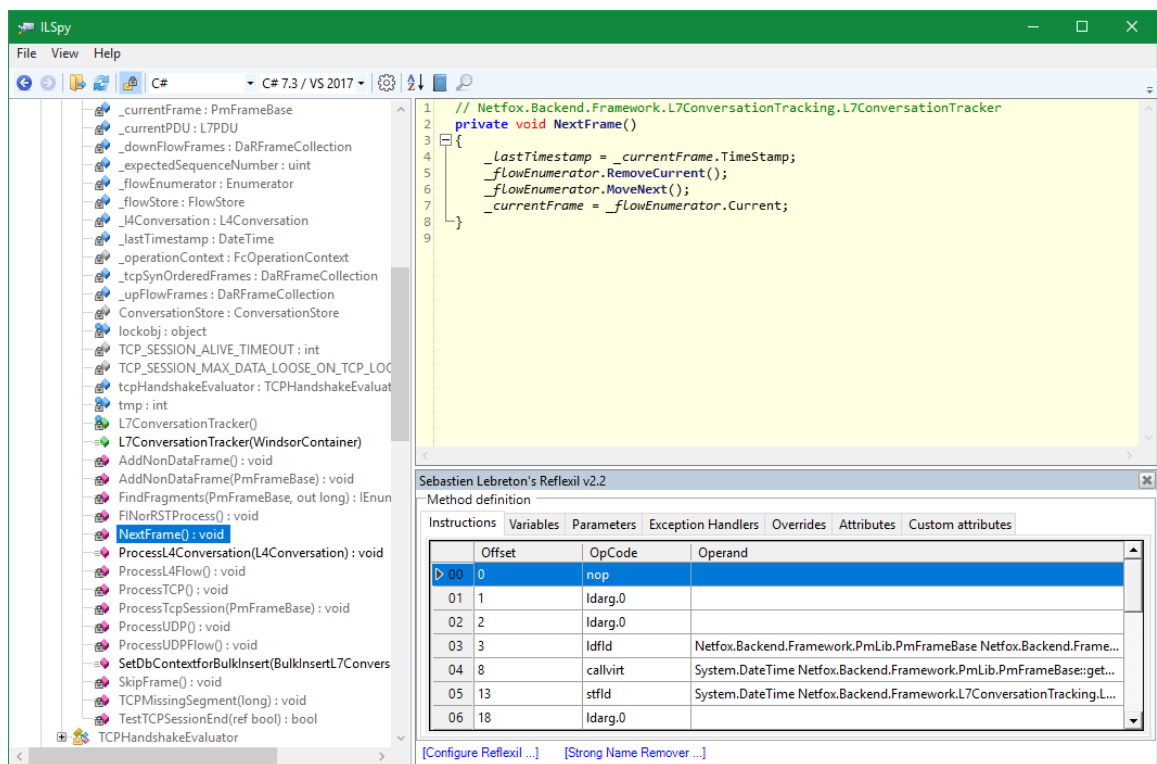 ILSpy
File View Help
C# C# 7.3 / VS 2017
_currentFrame : PmFrameBase
_currentPDU : L7PDU
_downFlowFrames : DaRFrameCollection
_expectedSequenceNumber : uint
_flowEnumerator : Enumerator
_flowStore : FlowStore
_l4Conversation : L4Conversation
_lastTimestamp : DateTime
_operationContext : FcOperationContext
_tcpSynOrderedFrames : DaRFrameCollection
_upFlowFrames : DaRFrameCollection
ConversationStore : ConversationStore
lockobj : object
TCP_SESSION_ALIVE_TIMEOUT : int
TCP_SESSION_MAX_DATA_LOOSE_ON_TCP_LOO
tcpHandshakeEvaluator : TCPHandshakeEvaluat
tmp : int
L7ConversationTracker()
L7ConversationTracker(WindsorContainer)
AddNonDataFrame() : void
AddNonDataFrame(PmFrameBase) : void
FindFragments(PmFrameBase, out long) : IEnun
FINorRSTProcess() : void
NextFrame() : void
ProcessL4Conversation(L4Conversation) : void
ProcessL4Flow() : void
ProcessTCP() : void
ProcessTcpSession(PmFrameBase) : void
ProcessUDP() : void
ProcessUDPFlow() : void
SetDbContextforBulkInsert(BulkInsertL7Convers
SkipFrame() : void
TCPMissingSegment(long) : void
TestTCPSessionEnd(ref bool) : bool
TCPHandshakeEvaluator
1 // Netfox.Backend.Framework.L7ConversationTracking.L7ConversationTracker
2 private void NextFrame()
3 {
4 _lastTimestamp = _currentFrame.TimeStamp;
5 _flowEnumerator.RemoveCurrent();
6 _flowEnumerator.MoveNext();
7 _currentFrame = _flowEnumerator.Current;
8 }
9
Sebastien Lebreton's Reflexil v2.2
Method definition
Instructions Variables Parameters Exception Handlers Overrides Attributes Custom attributes
Offset OpCode Operand
00 0 nop
01 1 ldarg.0
02 2 ldarg.0
03 3 ldfld Netfox.Backend.Framework.PmLib.PmFrameBase Netfox.Backend.Frame...
04 8 callvirt System.DateTime Netfox.Backend.Framework.PmLib.PmFrameBase::get...
05 13 stfld System.DateTime Netfox.Backend.Framework.L7ConversationTracking.L...
06 18 ldarg.0
[Configure Reflexil ...] [Strong Name Remover ...]